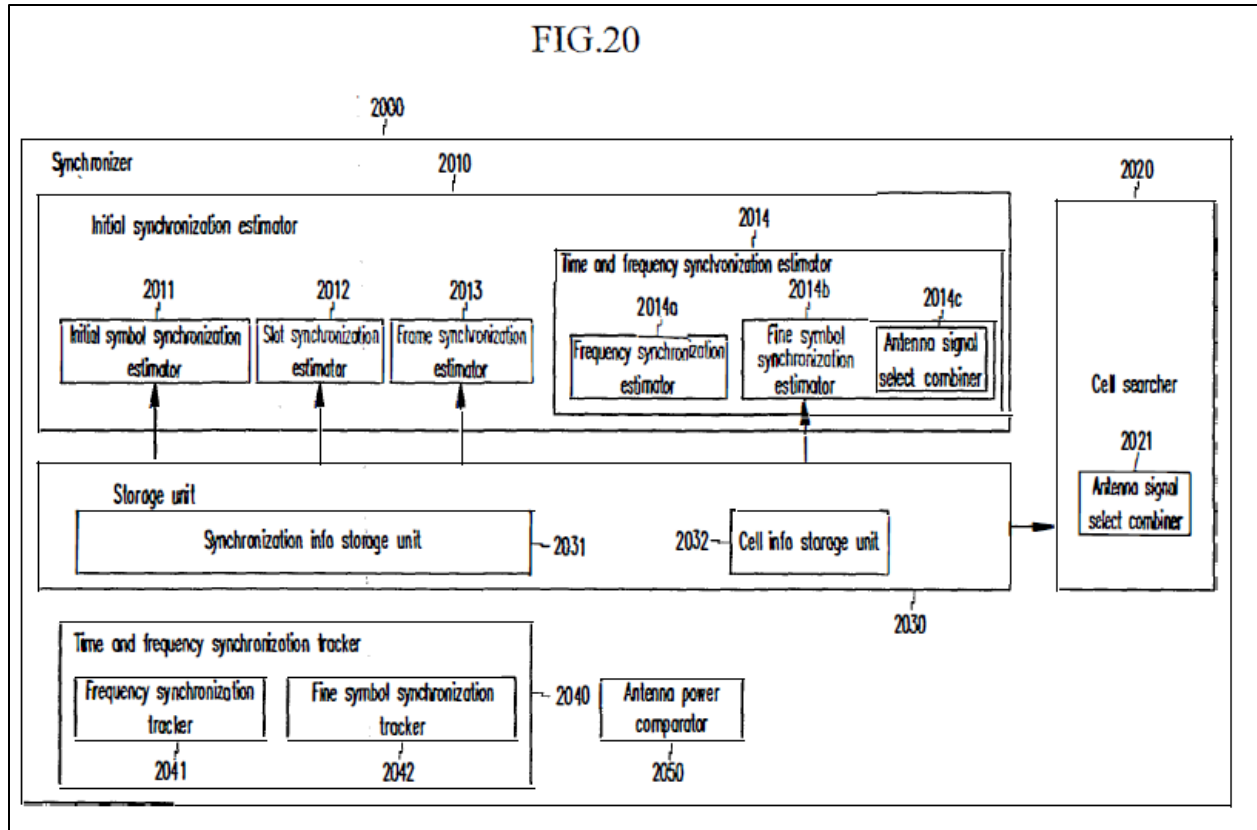 FIG.20
2000
Synchronizer
2010
2020
Initial synchronization estimator
2014
Time and frequency synchronization estimator
2011
2012
2013
2014a
2014b
2014c
Initial symbol synchronization
estimator
Slot synchronization
estimator
Frame synchronization
estimator
Frequency synchronization
estimator
Fine symbol
synchronization
estimator
Antenna signal
select combiner
Cell searcher
2021
Antenna signal
select combiner
Storage unit
Synchronization info storage unit
2031
2032
Cell info storage unit
2030
Time and frequency synchronization tracker
Frequency synchronization
tracker
Fine symbol synchronization
tracker
2040
Antenna power
comparator
2041
2042
2050